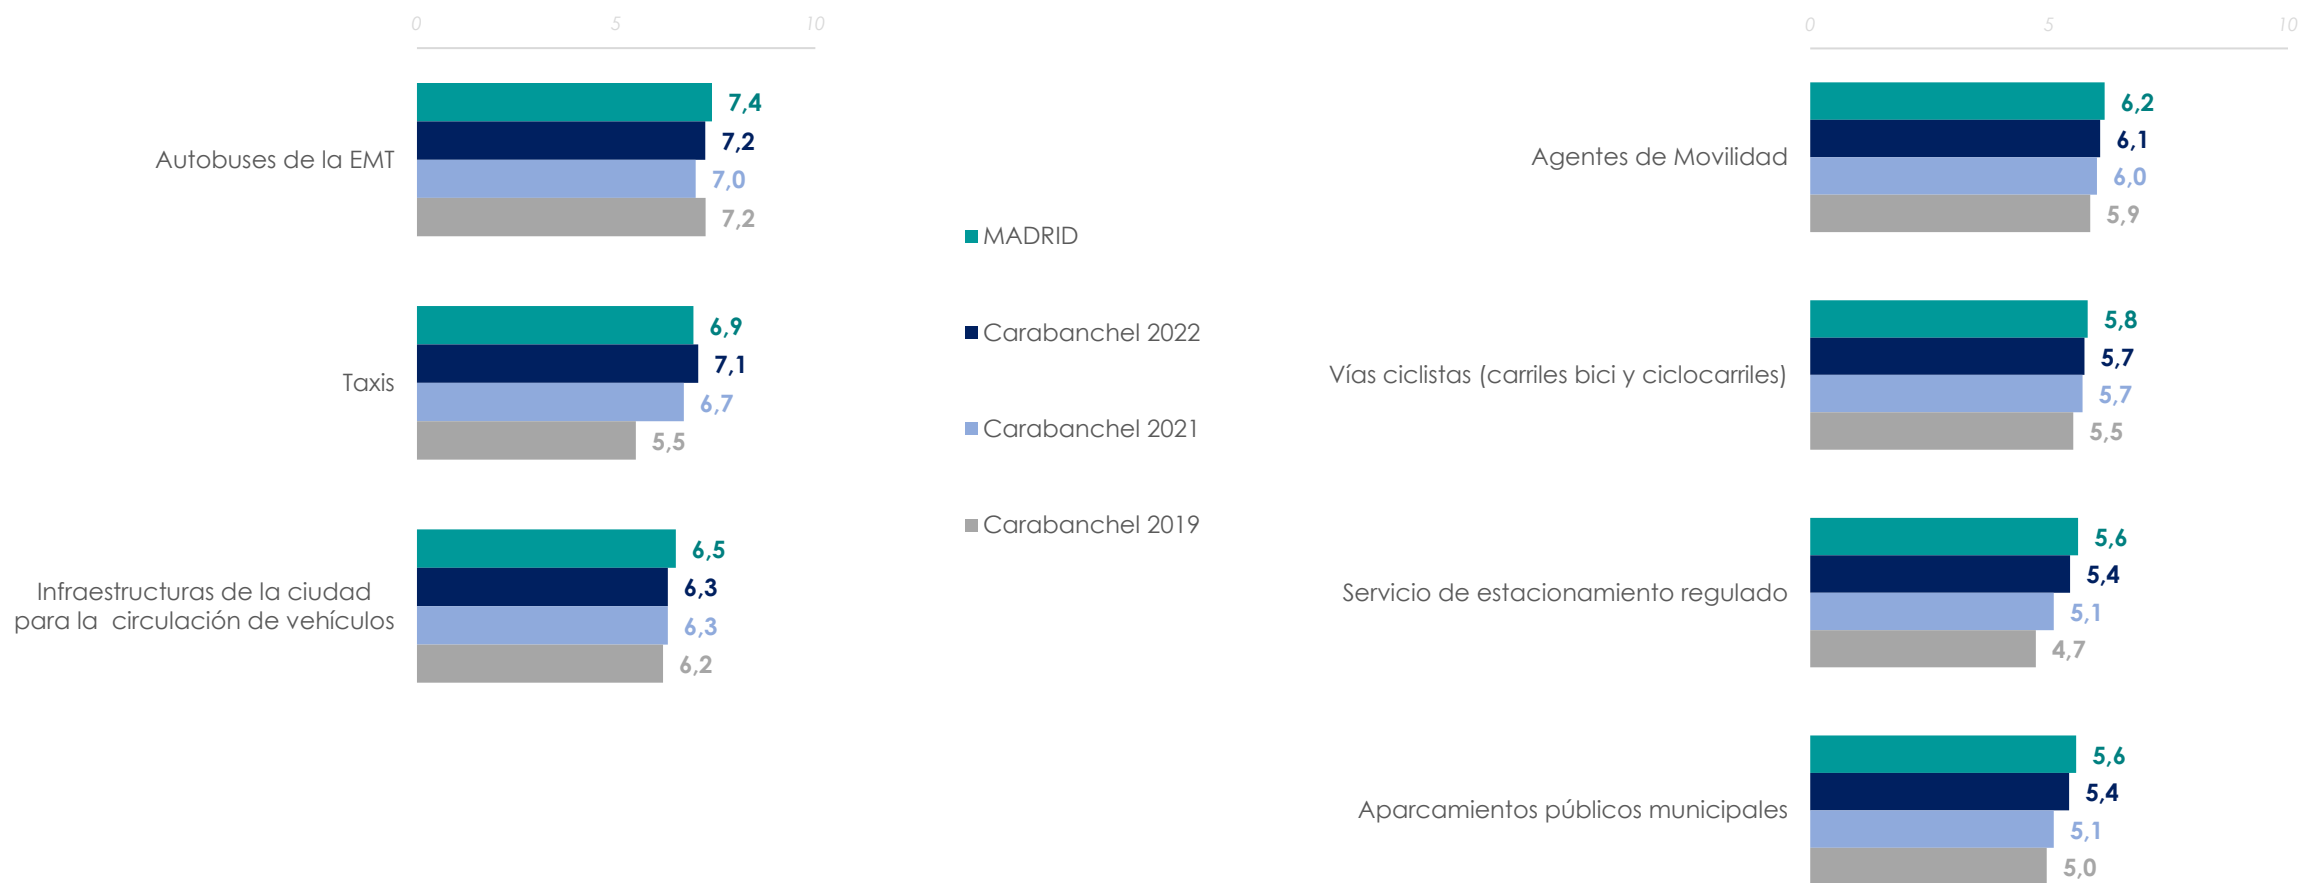 0 5 10
Autobuses de la EMT
7,4
7,2
7,0
7,2
Taxis
6,9
7,1
6,7
5,5
Infraestructuras de la ciudad
para la  circulación de vehículos
6,5
6,3
6,3
6,2
MADRID
Carabanchel 2022
Carabanchel 2021
Carabanchel 2019
0 5 10
Agentes de Movilidad
6,2
6,1
6,0
5,9
Vías ciclistas (carriles bici y ciclocarriles)
5,8
5,7
5,7
5,5
Servicio de estacionamiento regulado
5,6
5,4
5,1
4,7
Aparcamientos públicos municipales
5,6
5,4
5,1
5,0